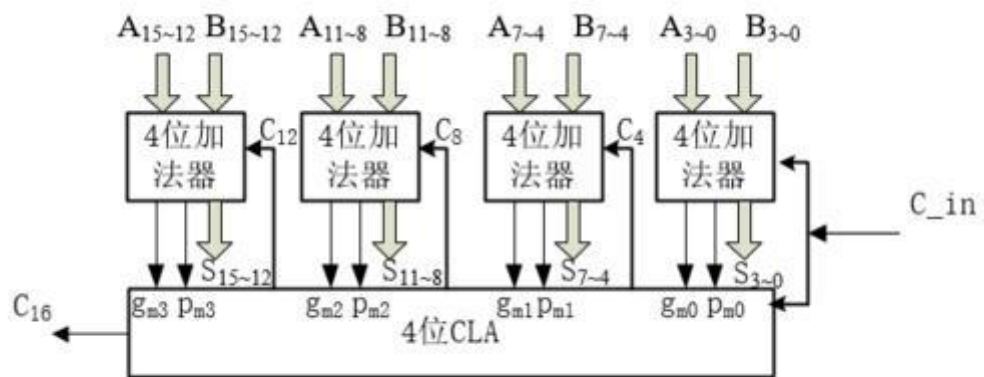 A15~12 B15~12 A11~8 B11~8 A7~4 B7~4 A3~0 B3~0
4位加法器 C12 4位加法器 C8 4位加法器 C4 4位加法器
C_in
S15~12 S11~8 S7~4 S3~0
gm3 pm3 gm2 pm2 gm1 pm1 gm0 pm0
C16
4位CLA